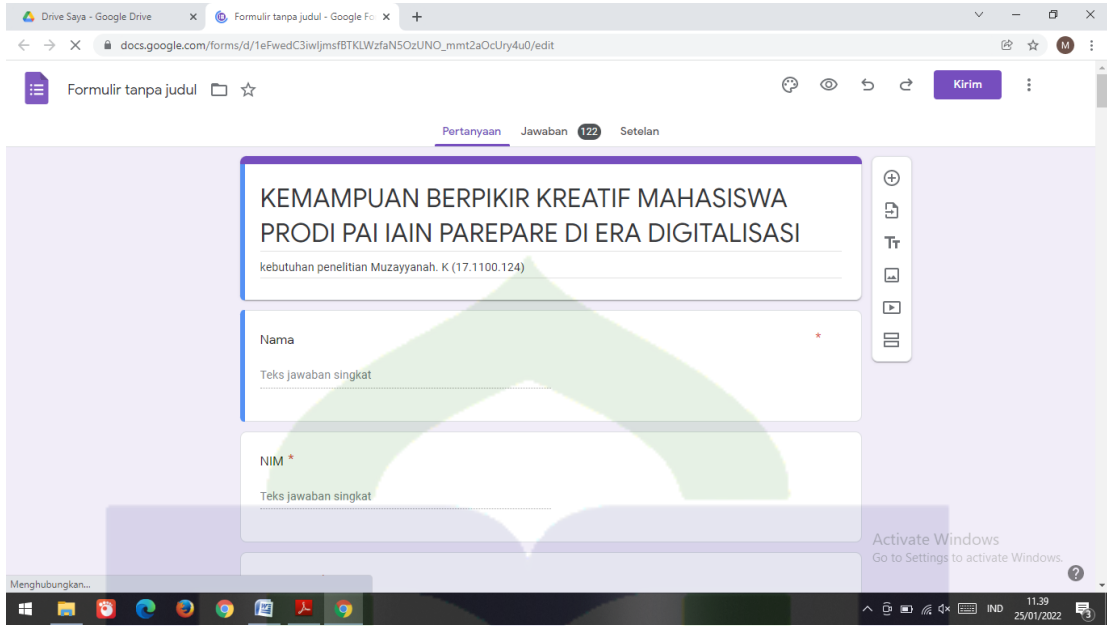 Drive Saya - Google Drive
Formulir tanpa judul - Google Fo
docs.google.com/forms/d/1eFwedC3iwIjmsfBTKLWzfaN5OzUNO_mmt2aOcUry4u0/edit
M
Formulir tanpa judul
Kirim
Pertanyaan Jawaban 122 Setelan
KEMAMPUAN BERPIKIR KREATIF MAHASISWA
PRODI PAI IAIN PAREPARE DI ERA DIGITALISASI
kebutuhan penelitian Muzayyanah. K (17.1100.124)
Nama *
Teks jawaban singkat
NIM *
Teks jawaban singkat
Activate Windows
Go to Settings to activate Windows.
Menghubungkan...
IND
11.39
25/01/2022
3